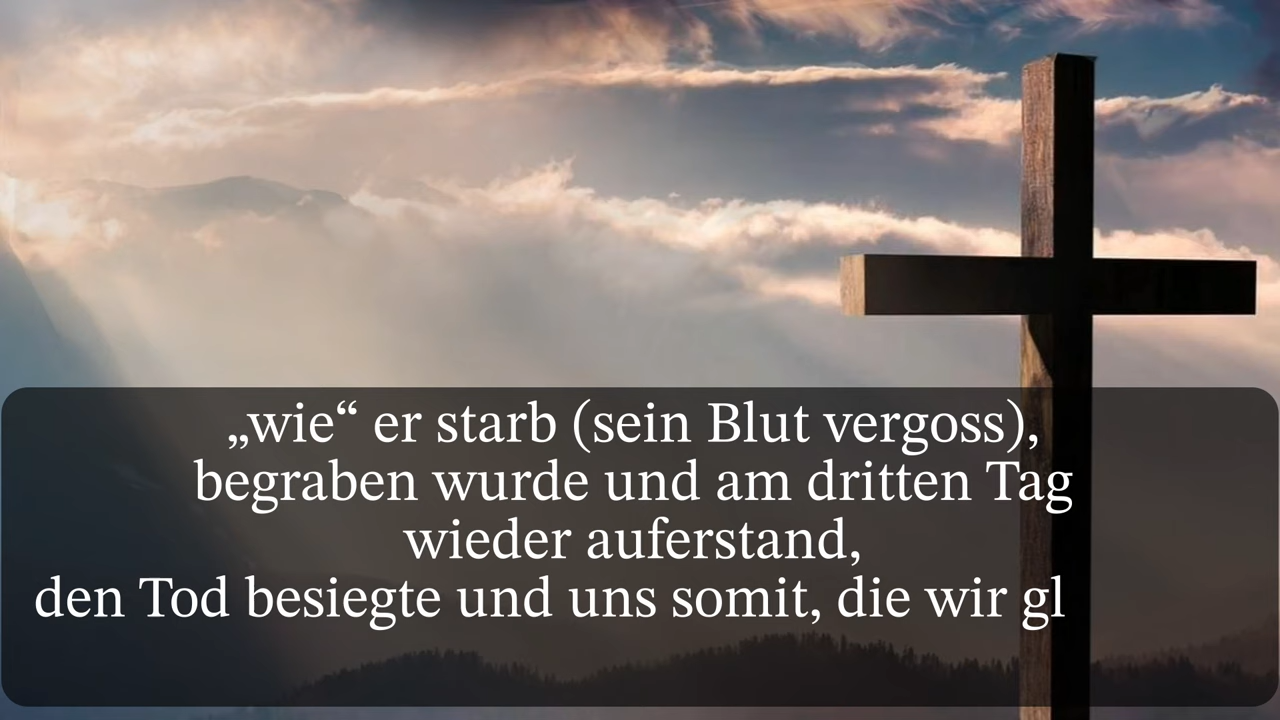 „wie“ er starb (sein Blut vergoss),
begraben wurde und am dritten Tag
wieder auferstand,
den Tod besiegte und uns somit, die wir gl